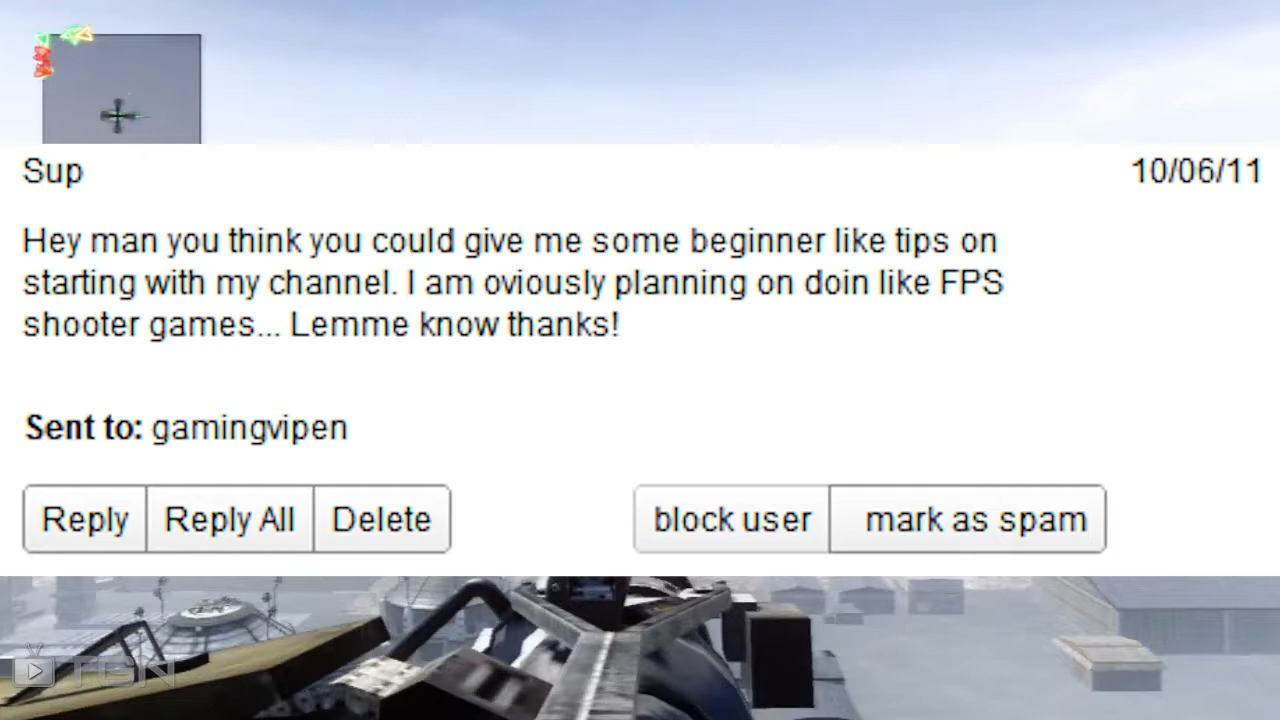 Sup 10/06/11
Hey man you think you could give me some beginner like tips on
starting with my channel. I am oviously planning on doin like FPS
shooter games... Lemme know thanks!
Sent to: gamingvipen
Reply Reply All Delete block user mark as spam
TGN